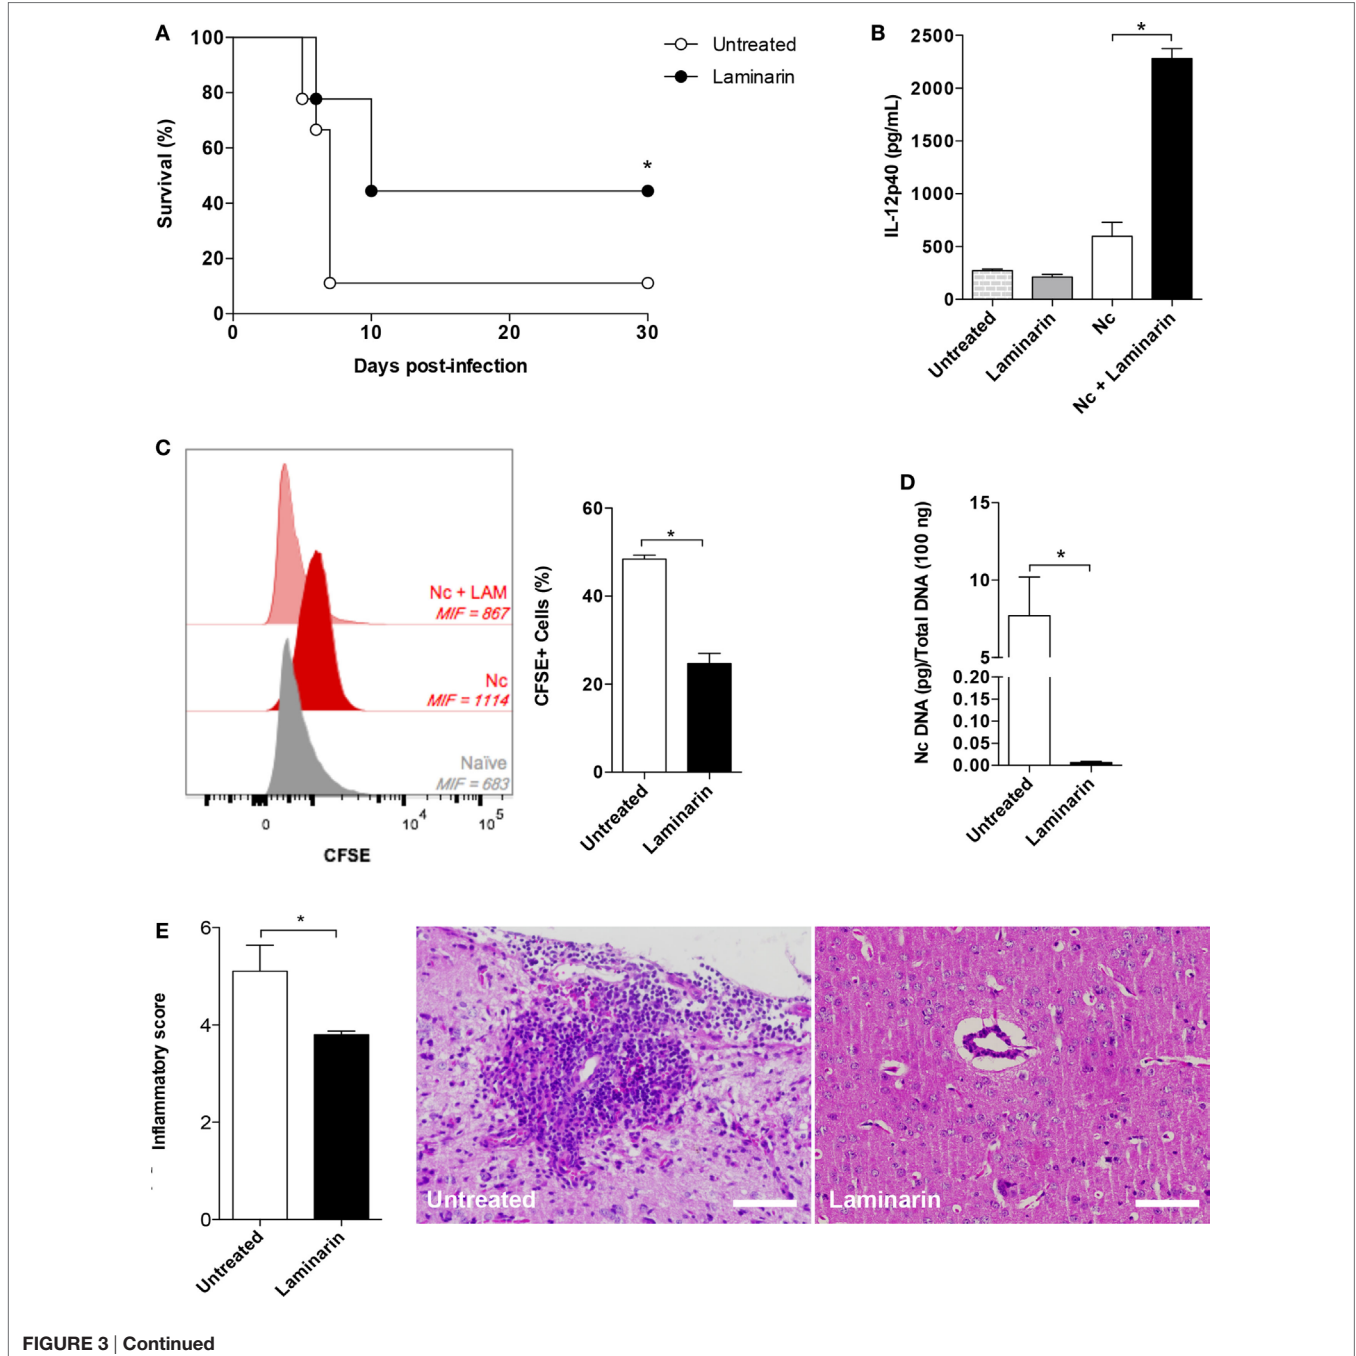 A
100
80
60
40
20
0
Survival (%)
0 10 20 30
Days post-infection
Untreated
Laminarin
*
B
2500
2000
1500
1000
500
0
IL-12p40 (pg/mL)
*
Untreated
Laminarin
Nc
Nc + Laminarin
C
Nc + LAM
MIF = 867
Nc
MIF = 1114
Naïve
MIF = 683
0 10^4 10^5
CFSE
60
40
20
0
CFSE+ Cells (%)
*
Untreated
Laminarin
D
15
10
5
0.20
0.15
0.10
0.05
0.00
Nc DNA (pg)/Total DNA (100 ng)
*
Untreated
Laminarin
E
6
4
2
0
Inflammatory score
*
Untreated
Laminarin
Untreated
Laminarin
FIGURE 3 | Continued